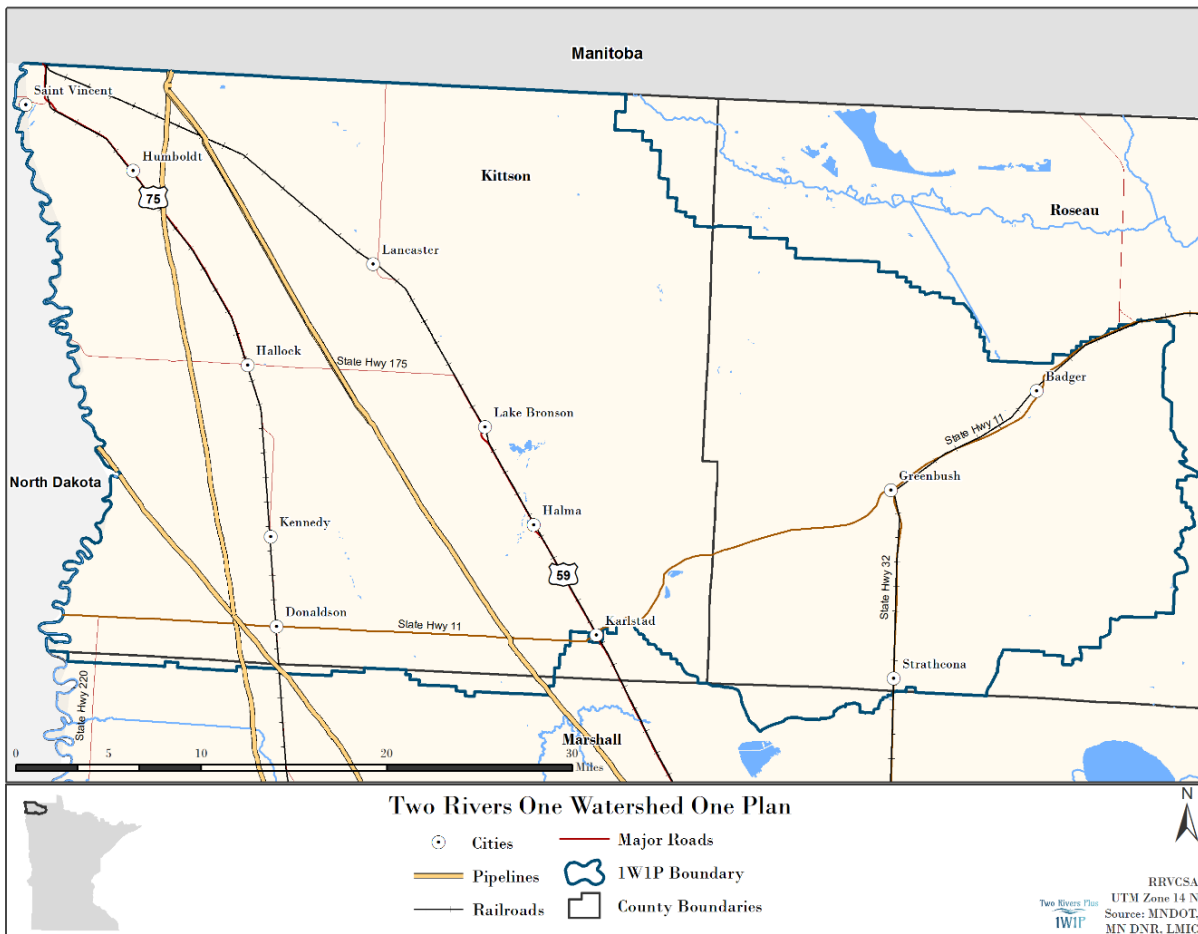 Manitoba
Saint Vincent
Humboldt
75
Kittson
Roseau
Lancaster
Hallock
State Hwy 175
Badger
Lake Bronson
State Hwy 11
Greenbush
North Dakota
Halma
Kennedy
59
State Hwy 32
Donaldson
State Hwy 11
Karlstad
Strathcona
State Hwy 220
Marshall
0 5 10 20 30
Miles
Two Rivers One Watershed One Plan
N
Cities
Major Roads
Pipelines
1W1P Boundary
Railroads
County Boundaries
RRVCSA
UTM Zone 14 N
Source: MNDOT,
MN DNR, LMIC
Two Rivers Plus
1W1P